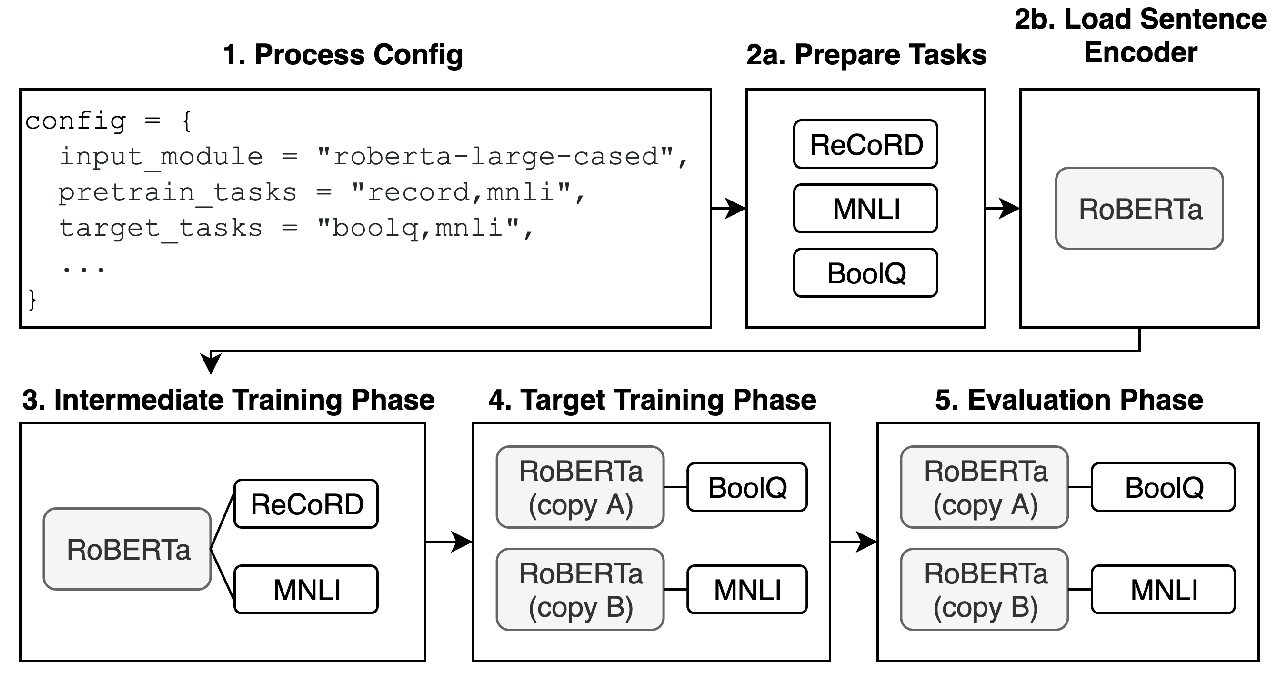 1. Process Config
config = {
input_module = "roberta-large-cased",
pretrain_tasks = "record,mnli",
target_tasks = "boolq,mnli",
...
}
2a. Prepare Tasks
ReCoRD
MNLI
BoolQ
2b. Load Sentence
Encoder
RoBERTa
3. Intermediate Training Phase
RoBERTa
ReCoRD
MNLI
4. Target Training Phase
RoBERTa
(copy A)
BoolQ
RoBERTa
(copy B)
MNLI
5. Evaluation Phase
RoBERTa
(copy A)
BoolQ
RoBERTa
(copy B)
MNLI